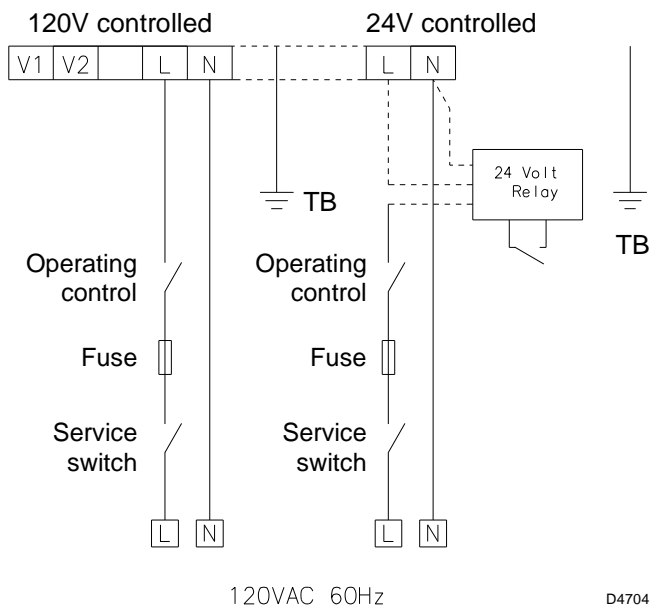 120V controlled
24V controlled
V1 V2 L N
L N
24 Volt
Relay
TB
TB
Operating
control
Operating
control
Fuse
Fuse
Service
switch
Service
switch
L N
L N
120VAC 60Hz
D4704